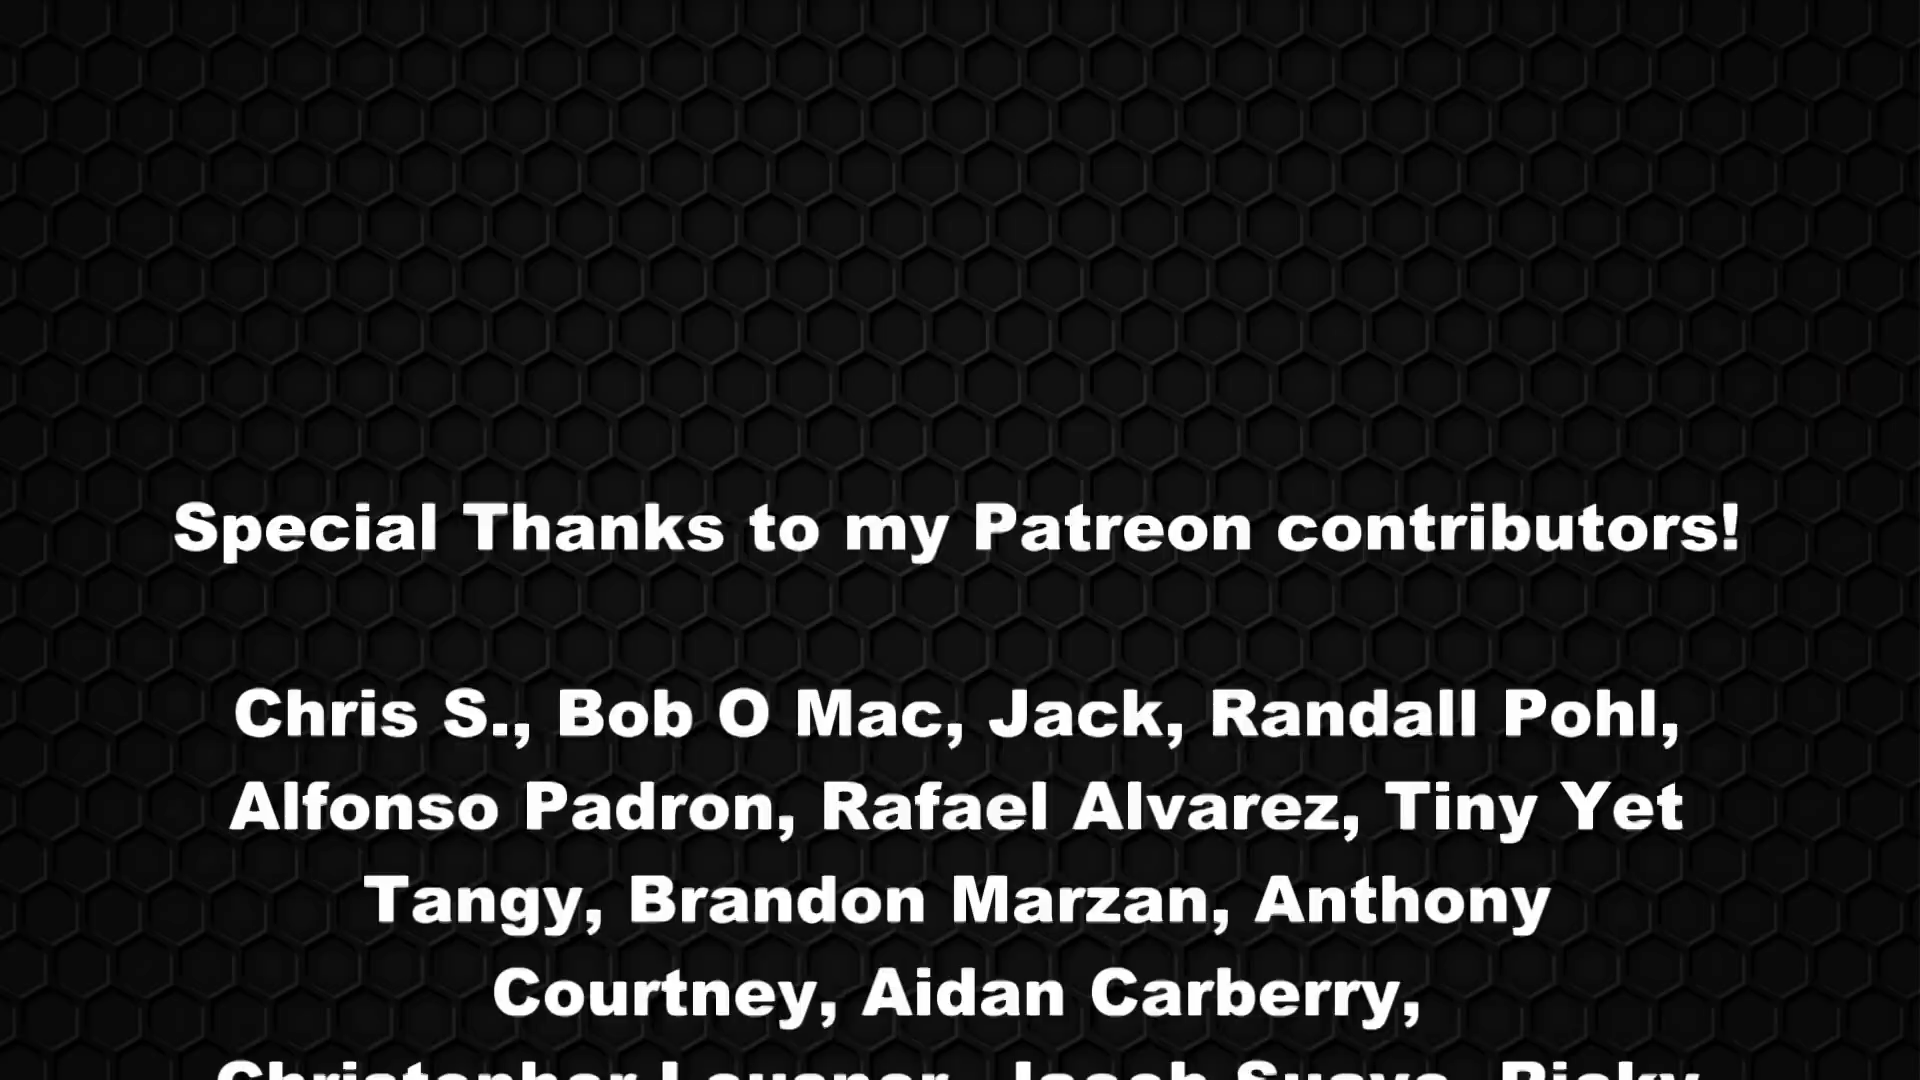 Special Thanks to my Patreon contributors!
Chris S., Bob O Mac, Jack, Randall Pohl,
Alfonso Padron, Rafael Alvarez, Tiny Yet
Tangy, Brandon Marzan, Anthony
Courtney, Aidan Carberry,
Christopher